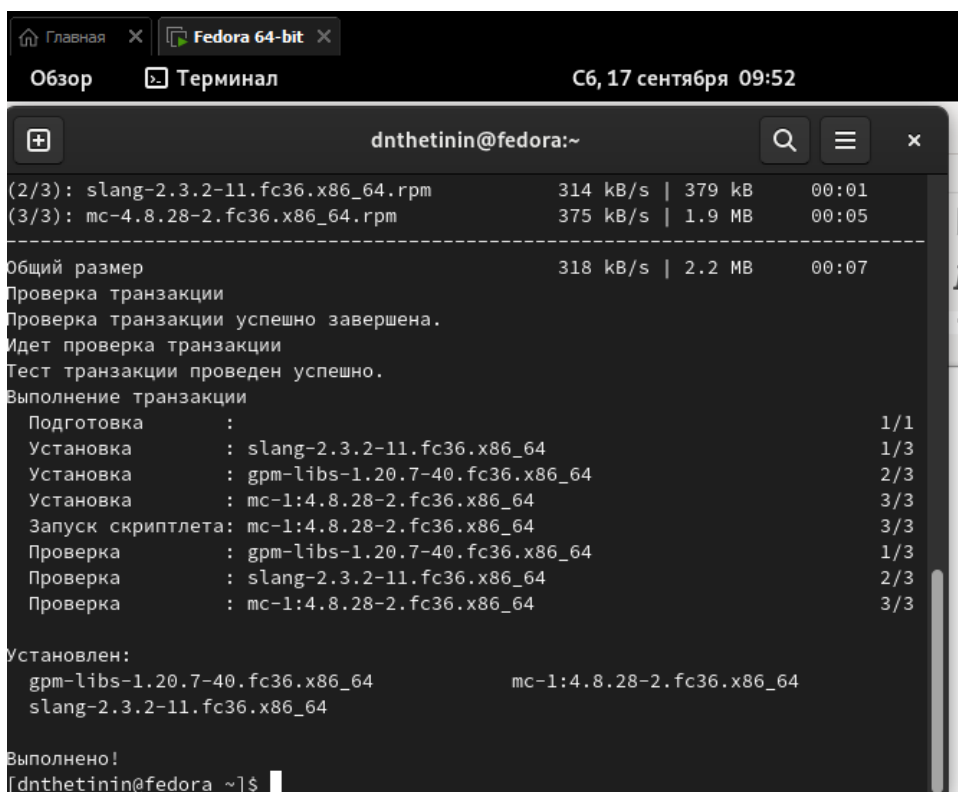 Главная
Fedora 64-bit
Обзор Терминал Сб, 17 сентября 09:52
dnthetinin@fedora:~
(2/3): slang-2.3.2-11.fc36.x86_64.rpm 314 kB/s | 379 kB 00:01
(3/3): mc-4.8.28-2.fc36.x86_64.rpm 375 kB/s | 1.9 MB 00:05
--------------------------------------------------------------------------------
Общий размер 318 kB/s | 2.2 MB 00:07
Проверка транзакции
Проверка транзакции успешно завершена.
Идет проверка транзакции
Тест транзакции проведен успешно.
Выполнение транзакции
Подготовка : 1/1
Установка : slang-2.3.2-11.fc36.x86_64 1/3
Установка : gpm-libs-1.20.7-40.fc36.x86_64 2/3
Установка : mc-1:4.8.28-2.fc36.x86_64 3/3
Запуск скриптлета: mc-1:4.8.28-2.fc36.x86_64 3/3
Проверка : gpm-libs-1.20.7-40.fc36.x86_64 1/3
Проверка : slang-2.3.2-11.fc36.x86_64 2/3
Проверка : mc-1:4.8.28-2.fc36.x86_64 3/3
Установлен:
gpm-libs-1.20.7-40.fc36.x86_64 mc-1:4.8.28-2.fc36.x86_64
slang-2.3.2-11.fc36.x86_64
Выполнено!
[dnthetinin@fedora ~]$